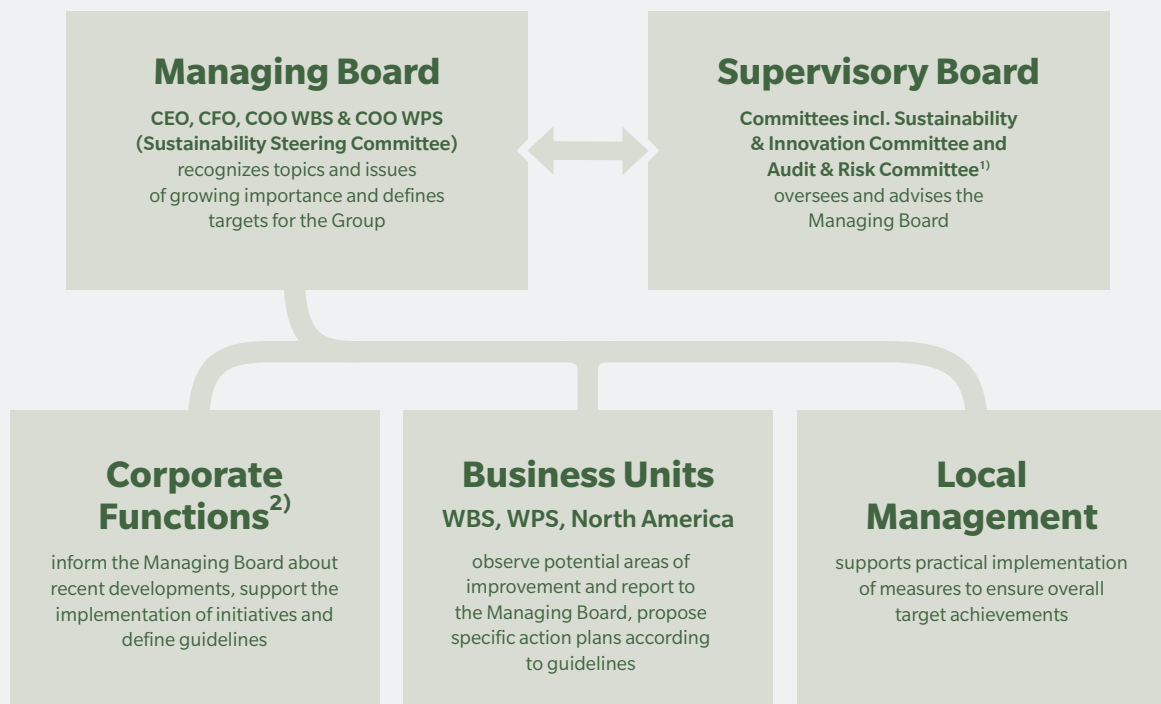 Managing Board
CEO, CFO, COO WBS & COO WPS
(Sustainability Steering Committee)
recognizes topics and issues
of growing importance and defines
targets for the Group
Supervisory Board
Committees incl. Sustainability
& Innovation Committee and
Audit & Risk Committee¹⁾
oversees and advises the
Managing Board
Corporate
Functions²⁾
inform the Managing Board about
recent developments, support the
implementation of initiatives and
define guidelines
Business Units
WBS, WPS, North America
observe potential areas of
improvement and report to
the Managing Board, propose
specific action plans according
to guidelines
Local
Management
supports practical implementation
of measures to ensure overall
target achievements